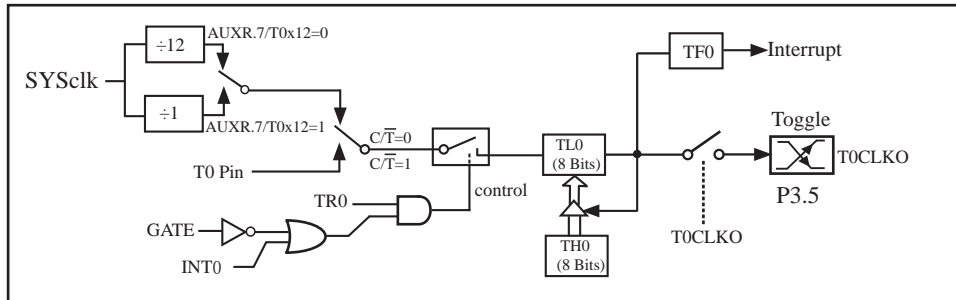 ÷12
AUXR.7/T0x12=0
SYSclk
÷1
AUXR.7/T0x12=1
T0 Pin
C/T̅=0
C/T̅=1
control
TR0
GATE
INT0
TL0
(8 Bits)
TH0
(8 Bits)
TF0
Interrupt
Toggle
T0CLKO
P3.5
T0CLKO